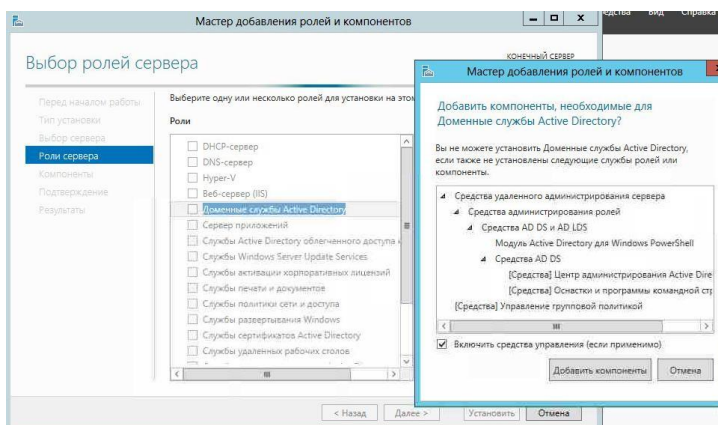 Мастер добавления ролей и компонентов
Вид
Справка
Выбор ролей сервера
КОНЕЧНЫЙ СЕРВЕР
Перед началом работы
Тип установки
Выбор сервера
Роли сервера
Компоненты
Подтверждение
Результаты
Выберите одну или несколько ролей для установки на этом
Роли
DHCP-сервер
DNS-сервер
Hyper-V
Веб-сервер (IIS)
Доменные службы Active Directory
Сервер приложений
Службы Active Directory облегченного доступа к
Службы Windows Server Update Services
Службы активации корпоративных лицензий
Службы печати и документов
Службы политики сети и доступа
Службы развертывания Windows
Службы сертификатов Active Directory
Службы удаленных рабочих столов
< Назад
Далее >
Установить
Отмена
Мастер добавления ролей и компонентов
Добавить компоненты, необходимые для
Доменные службы Active Directory?
Вы не можете установить Доменные службы Active Directory,
если также не установлены следующие службы ролей или
компоненты.
Средства удаленного администрирования сервера
Средства администрирования ролей
Средства AD DS и AD LDS
Модуль Active Directory для Windows PowerShell
Средства AD DS
[Средства] Центр администрирования Active Dire
[Средства] Оснастки и программы командной стр
[Средства] Управление групповой политикой
Включить средства управления (если применимо)
Добавить компоненты
Отмена